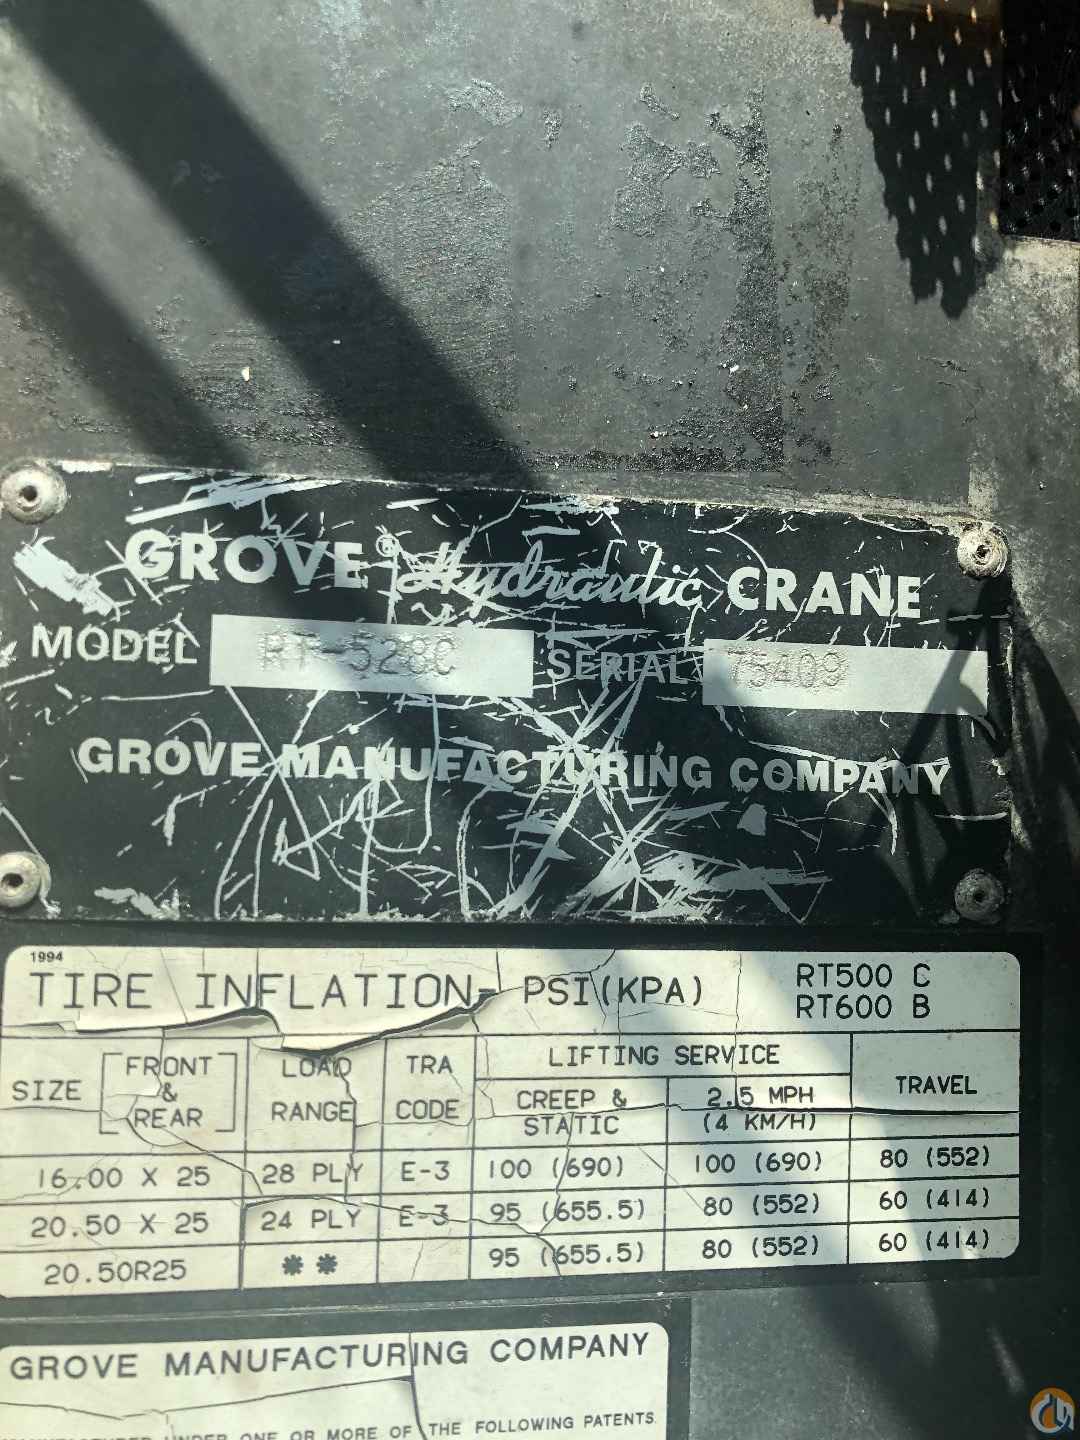 GROVE® Hydraulic CRANE
MODEL RT-528C SERIAL 75409
GROVE MANUFACTURING COMPANY
1994
TIRE INFLATION- PSI(KPA) RT500 C
RT600 B
SIZE [FRONT & REAR] LOAD RANGE TRA CODE LIFTING SERVICE TRAVEL
CREEP & STATIC 2.5 MPH (4 KM/H)
16.00 X 25 28 PLY E-3 100 (690) 100 (690) 80 (552)
20.50 X 25 24 PLY E-3 95 (655.5) 80 (552) 60 (414)
20.50R25 ** 95 (655.5) 80 (552) 60 (414)
GROVE MANUFACTURING COMPANY
UNDER ONE OR MORE OF THE FOLLOWING PATENTS.